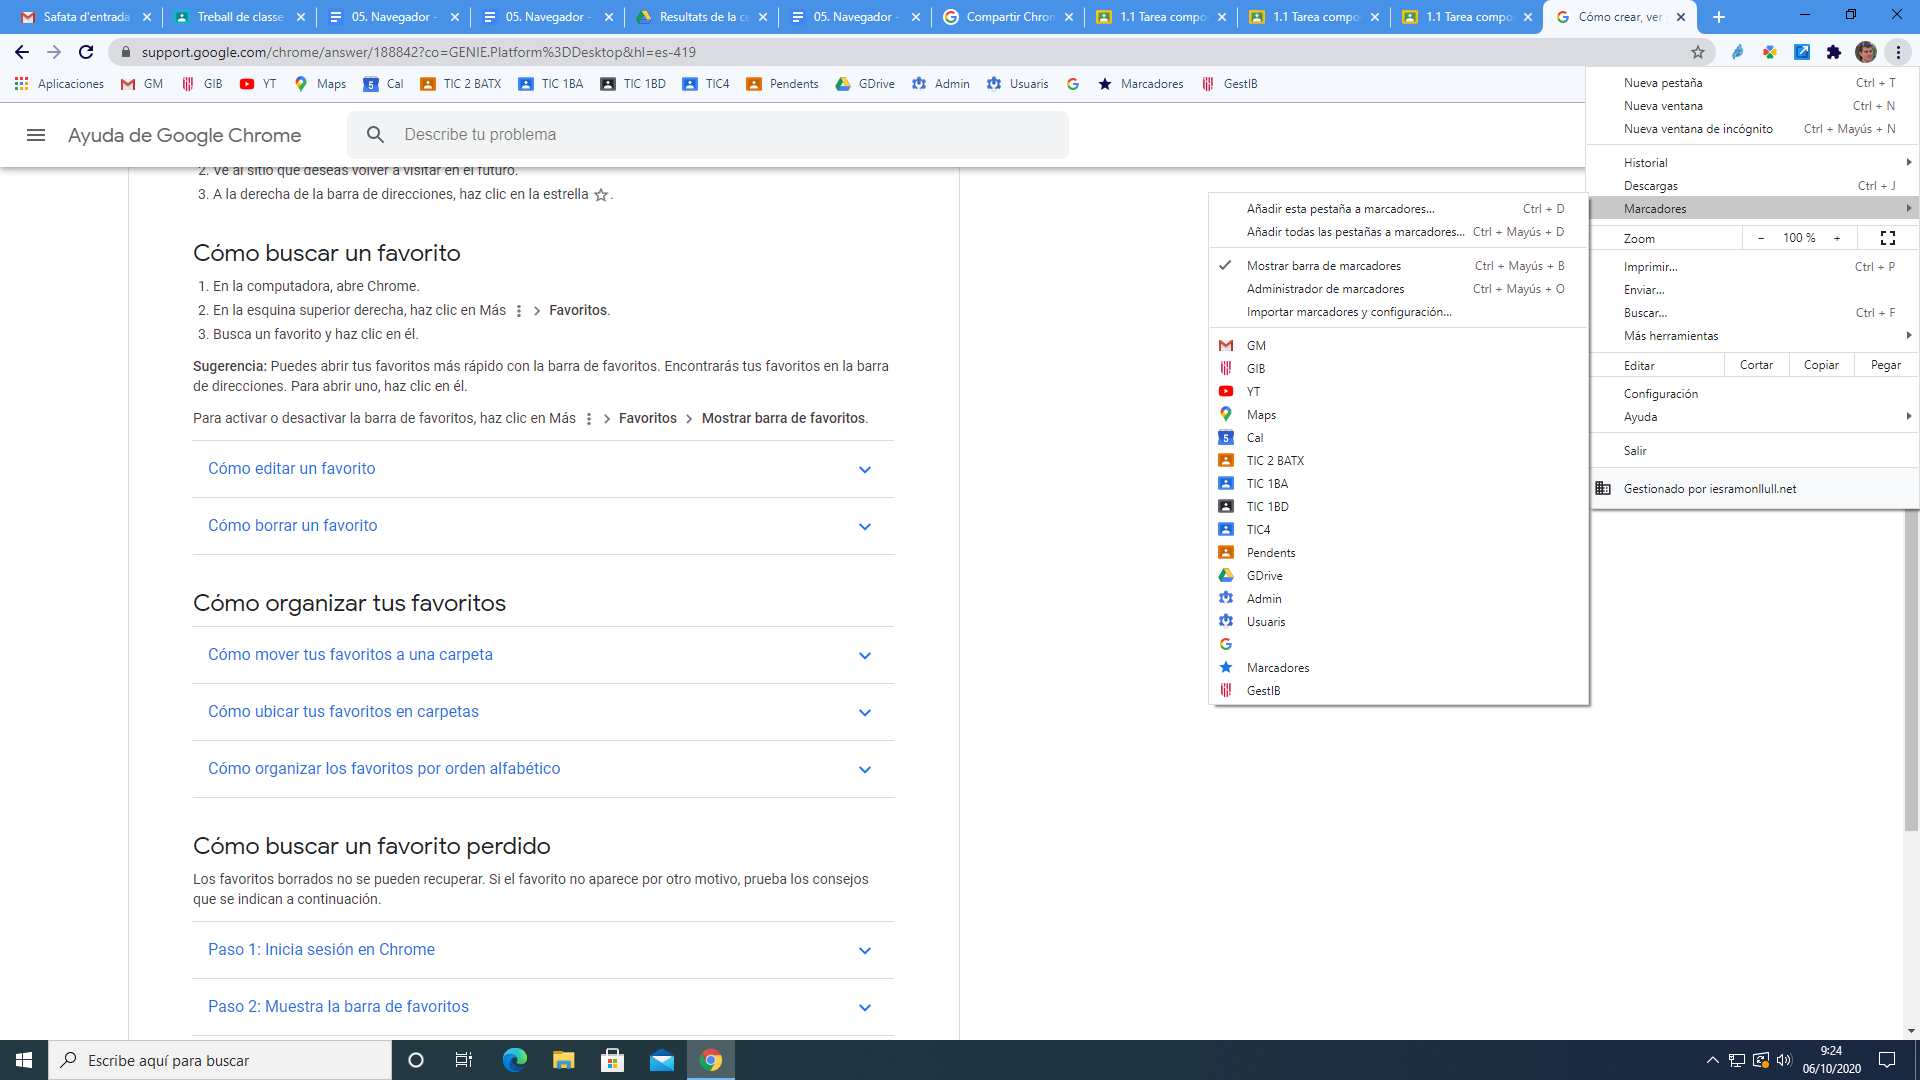 Safata d'entrada
Treball de classe
05. Navegador -
05. Navegador -
Resultats de la ce
05. Navegador -
Compartir Chrom
1.1 Tarea compo
1.1 Tarea compo
1.1 Tarea compo
Cómo crear, ver
support.google.com/chrome/answer/188842?co=GENIE.Platform%3DDesktop&hl=es-419
Aplicaciones
GM
GIB
YT
Maps
5 Cal
TIC 2 BATX
TIC 1BA
TIC 1BD
TIC4
Pendents
GDrive
Admin
Usuaris
Marcadores
GestIB
Ayuda de Google Chrome
Describe tu problema
2. Ve al sitio que deseas volver a visitar en el futuro.
3. A la derecha de la barra de direcciones, haz clic en la estrella ☆.
Cómo buscar un favorito
1. En la computadora, abre Chrome.
2. En la esquina superior derecha, haz clic en Más ⋮ > Favoritos.
3. Busca un favorito y haz clic en él.
Sugerencia: Puedes abrir tus favoritos más rápido con la barra de favoritos. Encontrarás tus favoritos en la barra
de direcciones. Para abrir uno, haz clic en él.
Para activar o desactivar la barra de favoritos, haz clic en Más ⋮ > Favoritos > Mostrar barra de favoritos.
Cómo editar un favorito
Cómo borrar un favorito
Cómo organizar tus favoritos
Cómo mover tus favoritos a una carpeta
Cómo ubicar tus favoritos en carpetas
Cómo organizar los favoritos por orden alfabético
Cómo buscar un favorito perdido
Los favoritos borrados no se pueden recuperar. Si el favorito no aparece por otro motivo, prueba los consejos
que se indican a continuación.
Paso 1: Inicia sesión en Chrome
Paso 2: Muestra la barra de favoritos
Añadir esta pestaña a marcadores... Ctrl + D
Añadir todas las pestañas a marcadores... Ctrl + Mayús + D
Mostrar barra de marcadores Ctrl + Mayús + B
Administrador de marcadores Ctrl + Mayús + O
Importar marcadores y configuración...
GM
GIB
YT
Maps
5 Cal
TIC 2 BATX
TIC 1BA
TIC 1BD
TIC4
Pendents
GDrive
Admin
Usuaris
Marcadores
GestIB
Nueva pestaña Ctrl + T
Nueva ventana Ctrl + N
Nueva ventana de incógnito Ctrl + Mayús + N
Historial
Descargas Ctrl + J
Marcadores
Zoom − 100 % +
Imprimir... Ctrl + P
Enviar...
Buscar... Ctrl + F
Más herramientas
Editar Cortar Copiar Pegar
Configuración
Ayuda
Salir
Gestionado por iesramonllull.net
Escribe aquí para buscar
9:24
06/10/2020